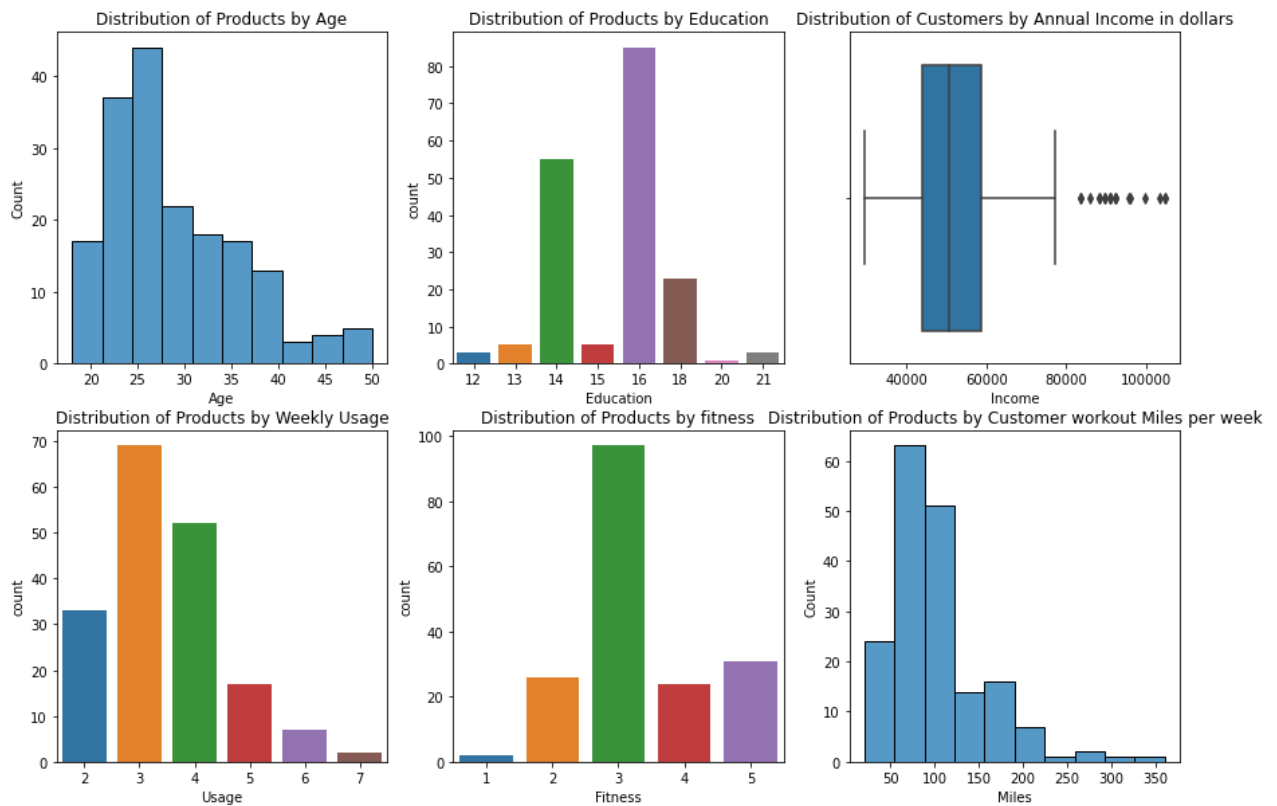 Distribution of Products by Age
Count
40
30
20
10
0
20 25 30 35 40 45 50
Age
Distribution of Products by Education
count
80
70
60
50
40
30
20
10
0
12 13 14 15 16 18 20 21
Education
Distribution of Customers by Annual Income in dollars
40000 60000 80000 100000
Income
Distribution of Products by Weekly Usage
count
70
60
50
40
30
20
10
0
2 3 4 5 6 7
Usage
Distribution of Products by fitness
count
100
80
60
40
20
0
1 2 3 4 5
Fitness
Distribution of Products by Customer workout Miles per week
Count
60
50
40
30
20
10
0
50 100 150 200 250 300 350
Miles